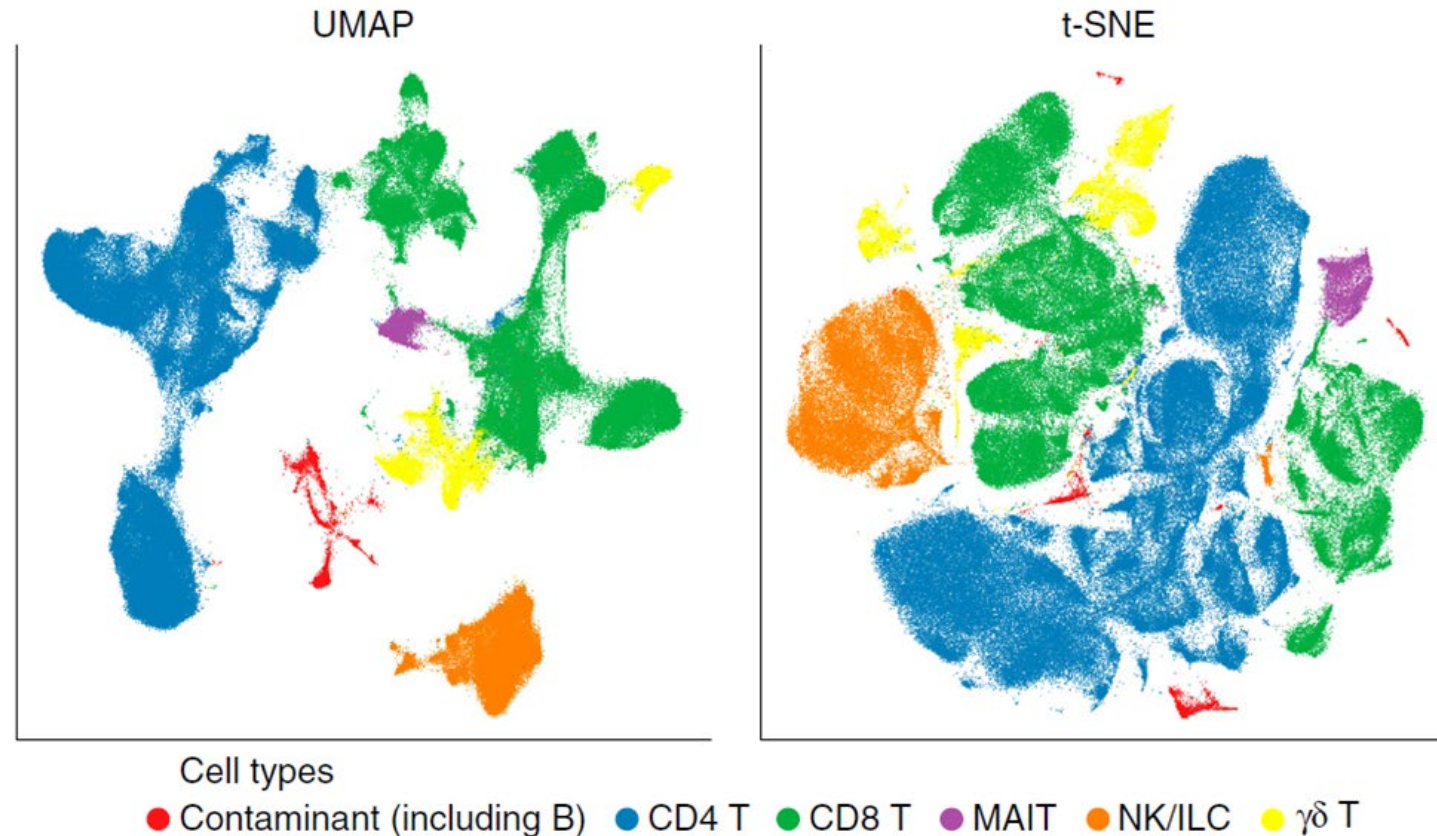 UMAP
t-SNE
Cell types
Contaminant (including B) CD4 T CD8 T MAIT NK/ILC γδ T